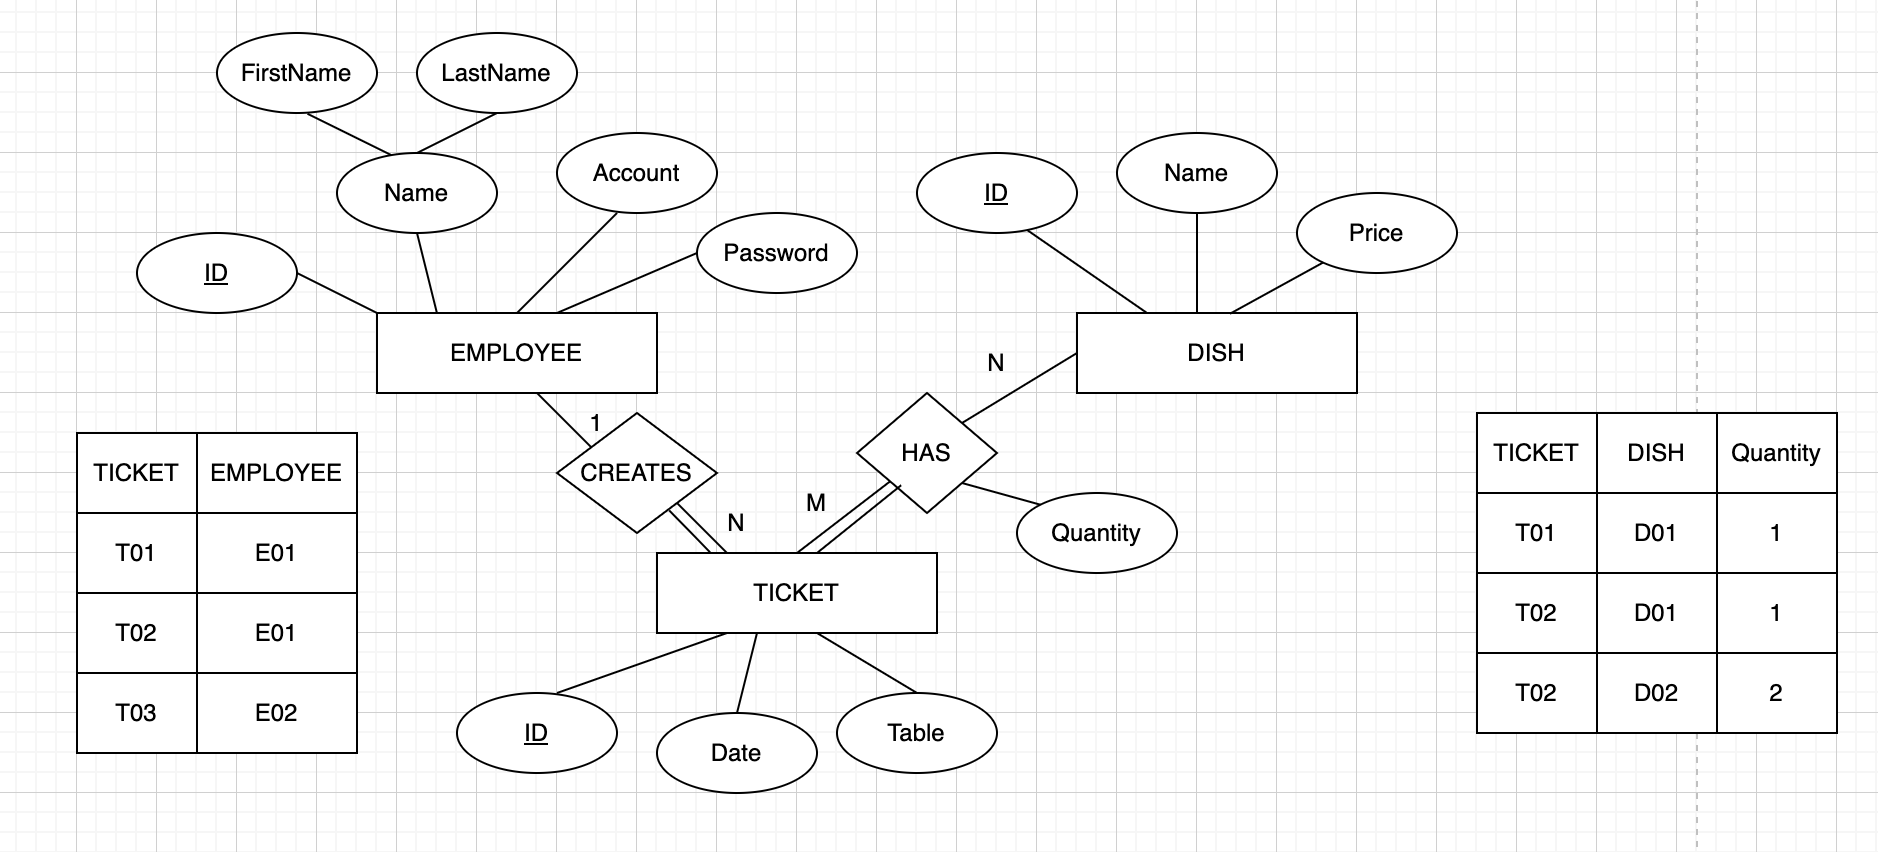 FirstName
LastName
Name
Account
Password
ID
EMPLOYEE
ID
Name
Price
DISH
1
CREATES
N
N
HAS
M
Quantity
TICKET
ID
Date
Table
TICKET EMPLOYEE
T01 E01
T02 E01
T03 E02
TICKET DISH Quantity
T01 D01 1
T02 D01 1
T02 D02 2